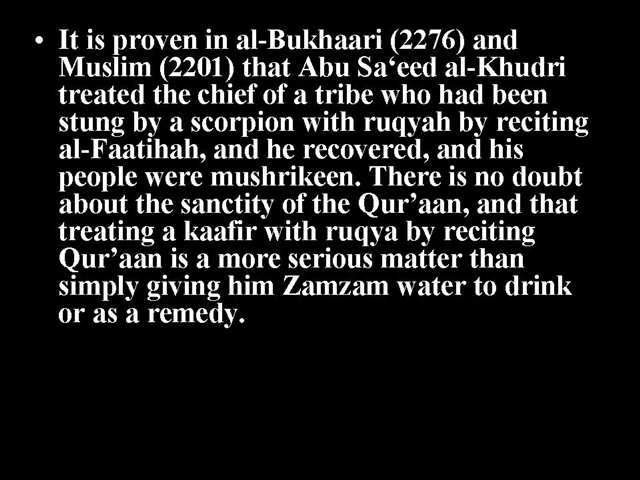 • It is proven in al-Bukhaari (2276) and
Muslim (2201) that Abu Sa‘eed al-Khudri
treated the chief of a tribe who had been
stung by a scorpion with ruqyah by reciting
al-Faatihah, and he recovered, and his
people were mushrikeen. There is no doubt
about the sanctity of the Qur’aan, and that
treating a kaafir with ruqya by reciting
Qur’aan is a more serious matter than
simply giving him Zamzam water to drink
or as a remedy.